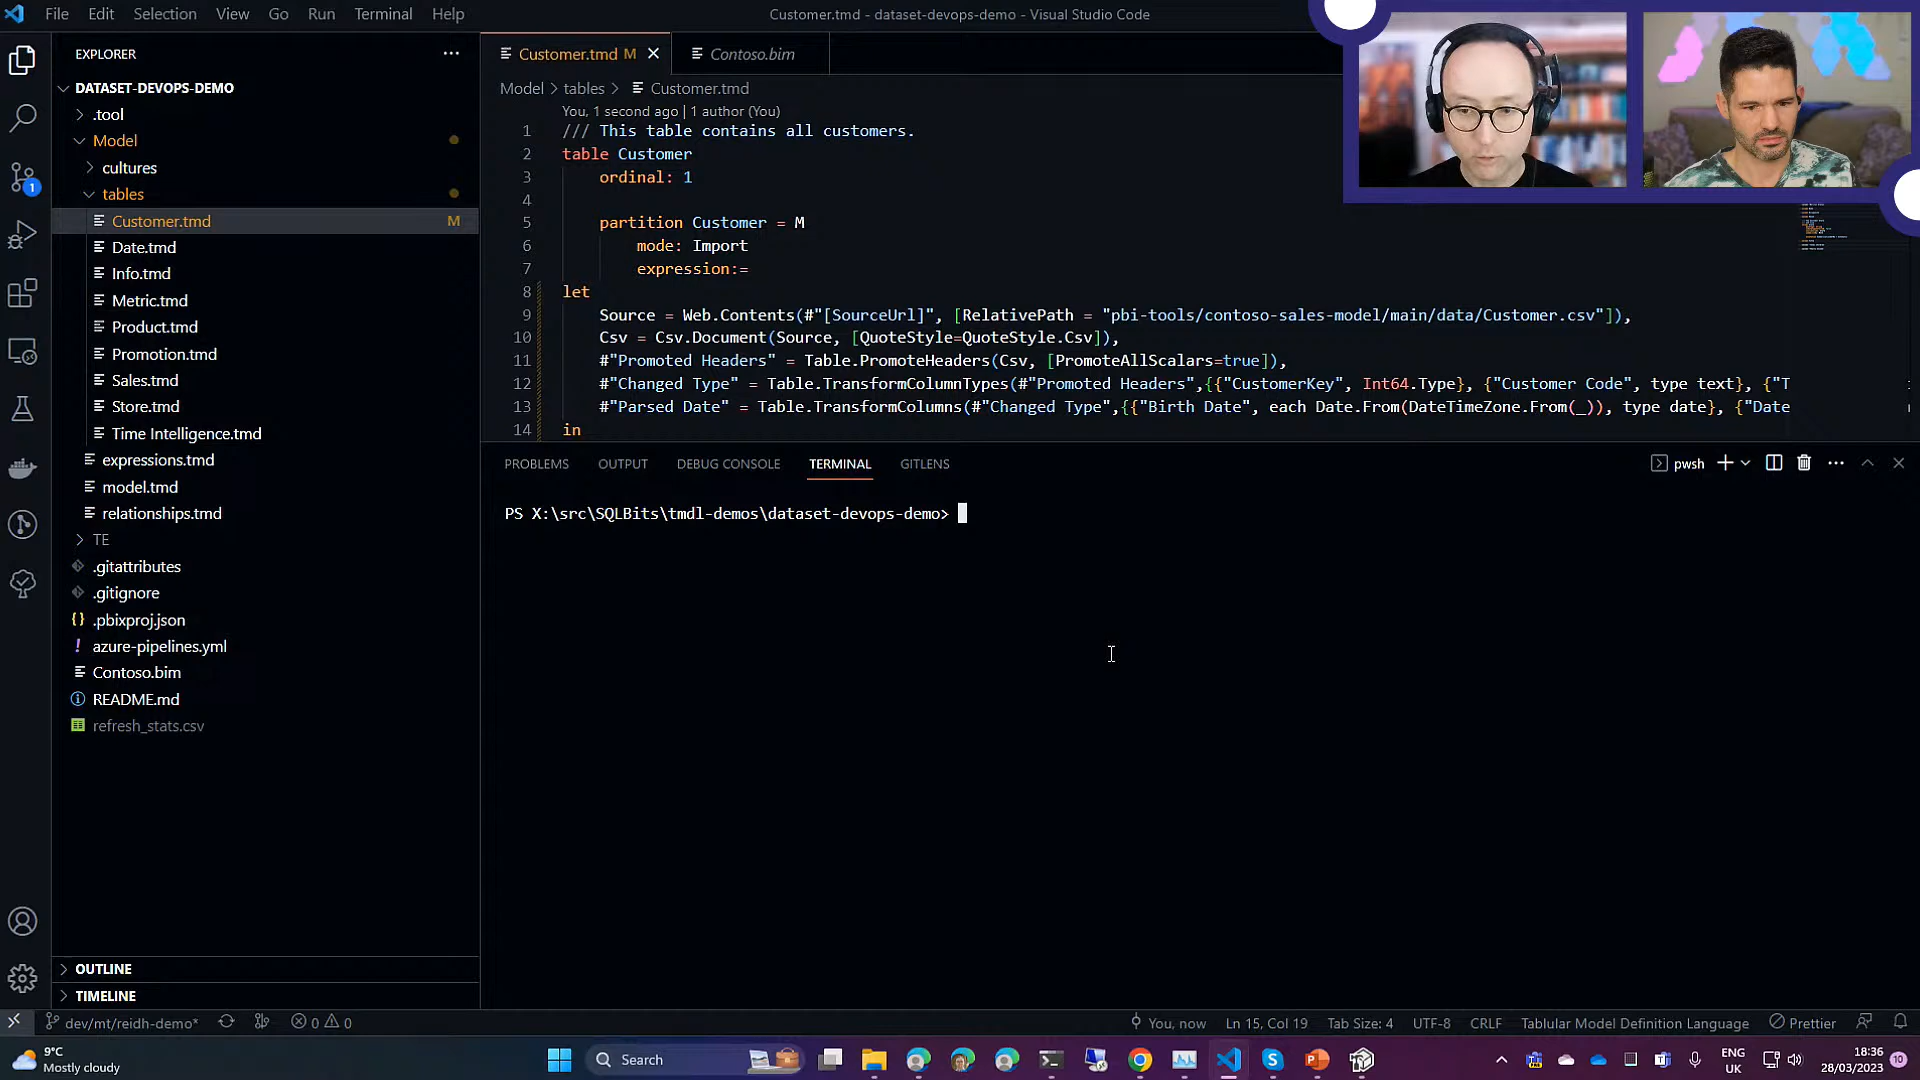 File Edit Selection View Go Run Terminal Help
Customer.tmd - dataset-devops-demo - Visual Studio Code
EXPLORER
DATASET-DEVOPS-DEMO
.tool
Model
cultures
tables
Customer.tmd M
Date.tmd
Info.tmd
Metric.tmd
Product.tmd
Promotion.tmd
Sales.tmd
Store.tmd
Time Intelligence.tmd
expressions.tmd
model.tmd
relationships.tmd
TE
.gitattributes
.gitignore
.pbixproj.json
azure-pipelines.yml
Contoso.bim
README.md
refresh_stats.csv
OUTLINE
TIMELINE
1
Customer.tmd M
Contoso.bim
Model > tables > Customer.tmd
You, 1 second ago | 1 author (You)
1 /// This table contains all customers.
2 table Customer
3 ordinal: 1
4
5 partition Customer = M
6 mode: Import
7 expression:=
8 let
9 Source = Web.Contents(#"[SourceUrl]", [RelativePath = "pbi-tools/contoso-sales-model/main/data/Customer.csv"]),
10 Csv = Csv.Document(Source, [QuoteStyle=QuoteStyle.Csv]),
11 #"Promoted Headers" = Table.PromoteHeaders(Csv, [PromoteAllScalars=true]),
12 #"Changed Type" = Table.TransformColumnTypes(#"Promoted Headers",{{"CustomerKey", Int64.Type}, {"Customer Code", type text}, {"T
13 #"Parsed Date" = Table.TransformColumns(#"Changed Type",{{"Birth Date", each Date.From(DateTimeZone.From(_)), type date}, {"Date
14 in
PROBLEMS OUTPUT DEBUG CONSOLE TERMINAL GITLENS
pwsh
PS X:\src\SQLBits\tmdl-demos\dataset-devops-demo>
dev/mt/reidh-demo* 0 0
You, now Ln 15, Col 19 Tab Size: 4 UTF-8 CRLF Tablular Model Definition Language Prettier
9°C
Mostly cloudy
Search
ENG
UK
18:36
28/03/2023
10